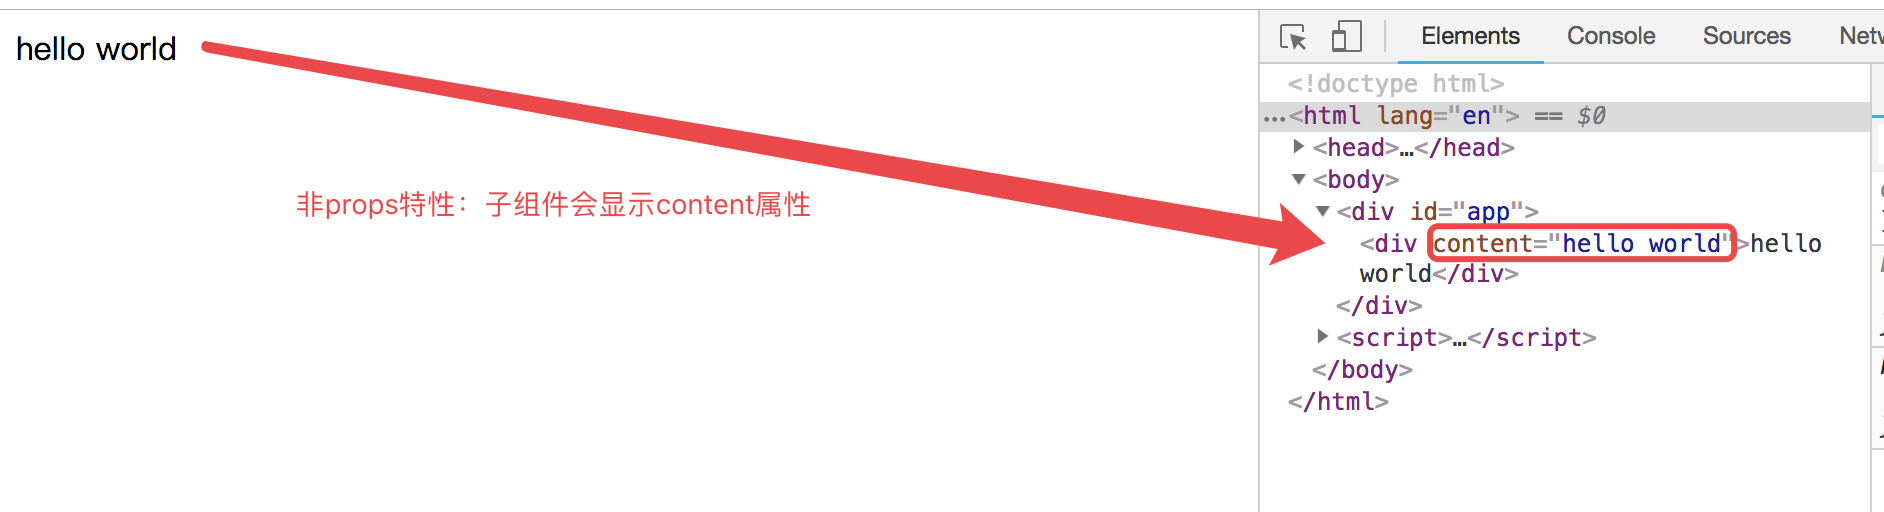 hello world
非props特性：子组件会显示content属性
Elements Console Sources
<!doctype html>
…<html lang="en"> == $0
<head>…</head>
<body>
<div id="app">
<div content="hello world">hello
world</div>
</div>
<script>…</script>
</body>
</html>